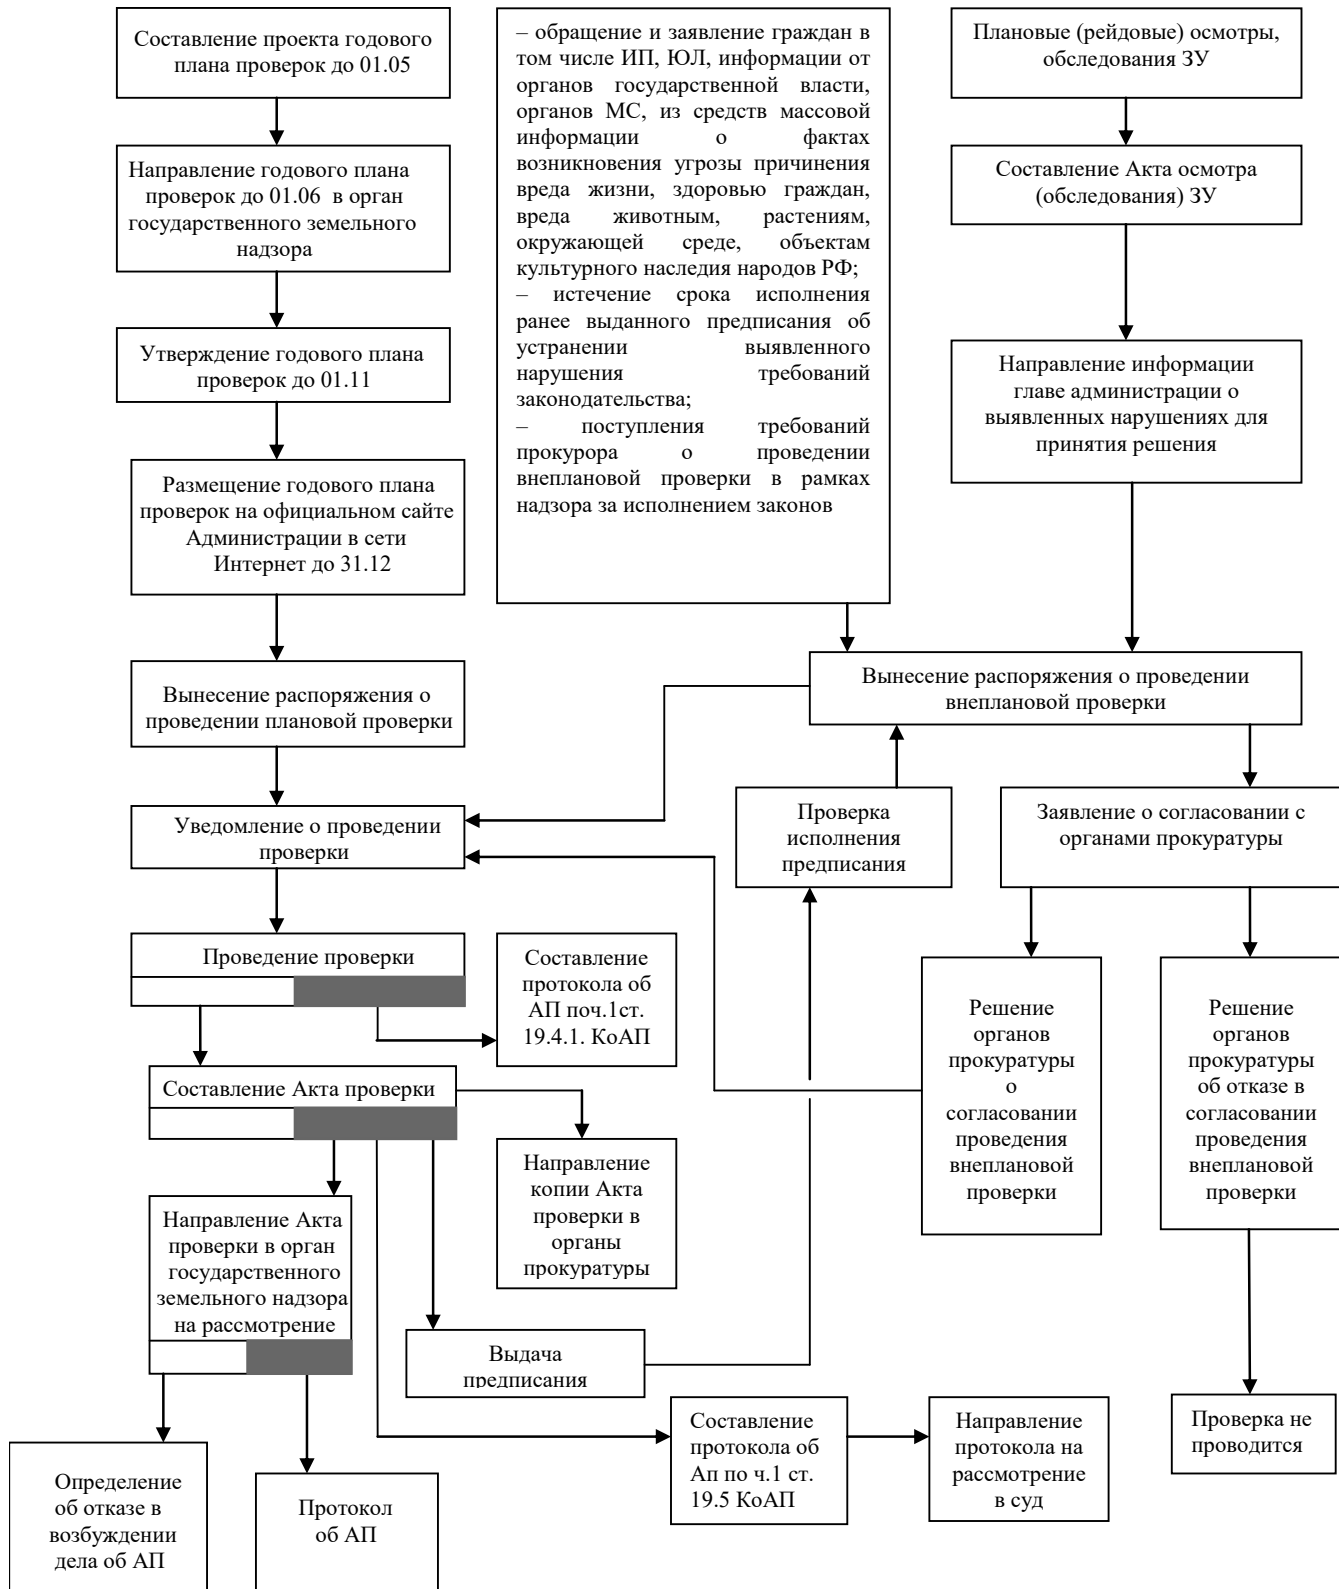 Составление проекта годового
плана проверок до 01.05
Направление годового плана
проверок до 01.06 в орган
государственного земельного
надзора
Утверждение годового плана
проверок до 01.11
Размещение годового плана
проверок на официальном сайте
Администрации в сети
Интернет до 31.12
Вынесение распоряжения о
проведении плановой проверки
– обращение и заявление граждан в
том числе ИП, ЮЛ, информации от
органов государственной власти,
органов МС, из средств массовой
информации о фактах
возникновения угрозы причинения
вреда жизни, здоровью граждан,
вреда животным, растениям,
окружающей среде, объектам
культурного наследия народов РФ;
– истечение срока исполнения
ранее выданного предписания об
устранении выявленного
нарушения требований
законодательства;
– поступления требований
прокурора о проведении
внеплановой проверки в рамках
надзора за исполнением законов
Плановые (рейдовые) осмотры,
обследования ЗУ
Составление Акта осмотра
(обследования) ЗУ
Направление информации
главе администрации о
выявленных нарушениях для
принятия решения
Вынесение распоряжения о проведении
внеплановой проверки
Уведомление о проведении
проверки
Проверка
исполнения
предписания
Заявление о согласовании с
органами прокуратуры
Проведение проверки
Составление
протокола об
АП поч.1ст.
19.4.1. КоАП
Решение
органов
прокуратуры
о
согласовании
проведения
внеплановой
проверки
Решение
органов
прокуратуры
об отказе в
согласовании
проведения
внеплановой
проверки
Составление Акта проверки
Направление
копии Акта
проверки в
органы
прокуратуры
Направление Акта
проверки в орган
государственного
земельного надзора
на рассмотрение
Выдача
предписания
Составление
протокола об
Ап по ч.1 ст.
19.5 КоАП
Направление
протокола на
рассмотрение
в суд
Проверка не
проводится
Определение
об отказе в
возбуждении
дела об АП
Протокол
об АП